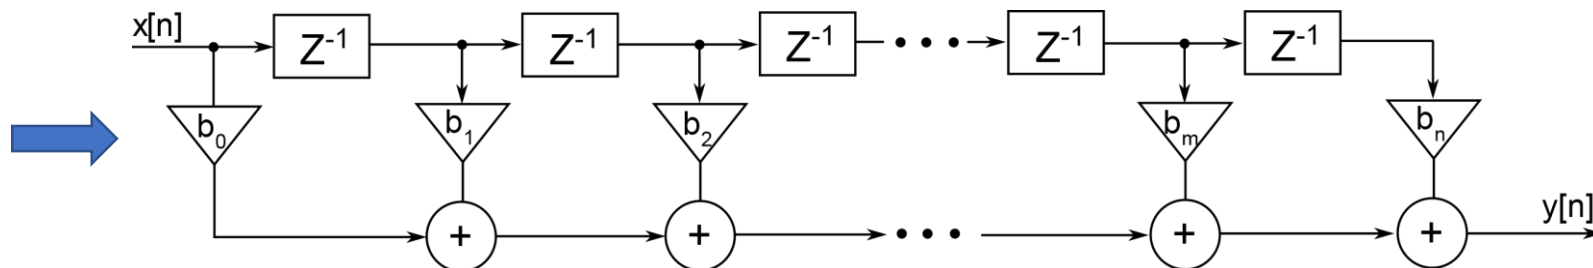 x[n] Z⁻¹ Z⁻¹ Z⁻¹ • • • Z⁻¹ Z⁻¹
b₀ b₁ b₂ bₘ bₙ
+ + • • • + + y[n]